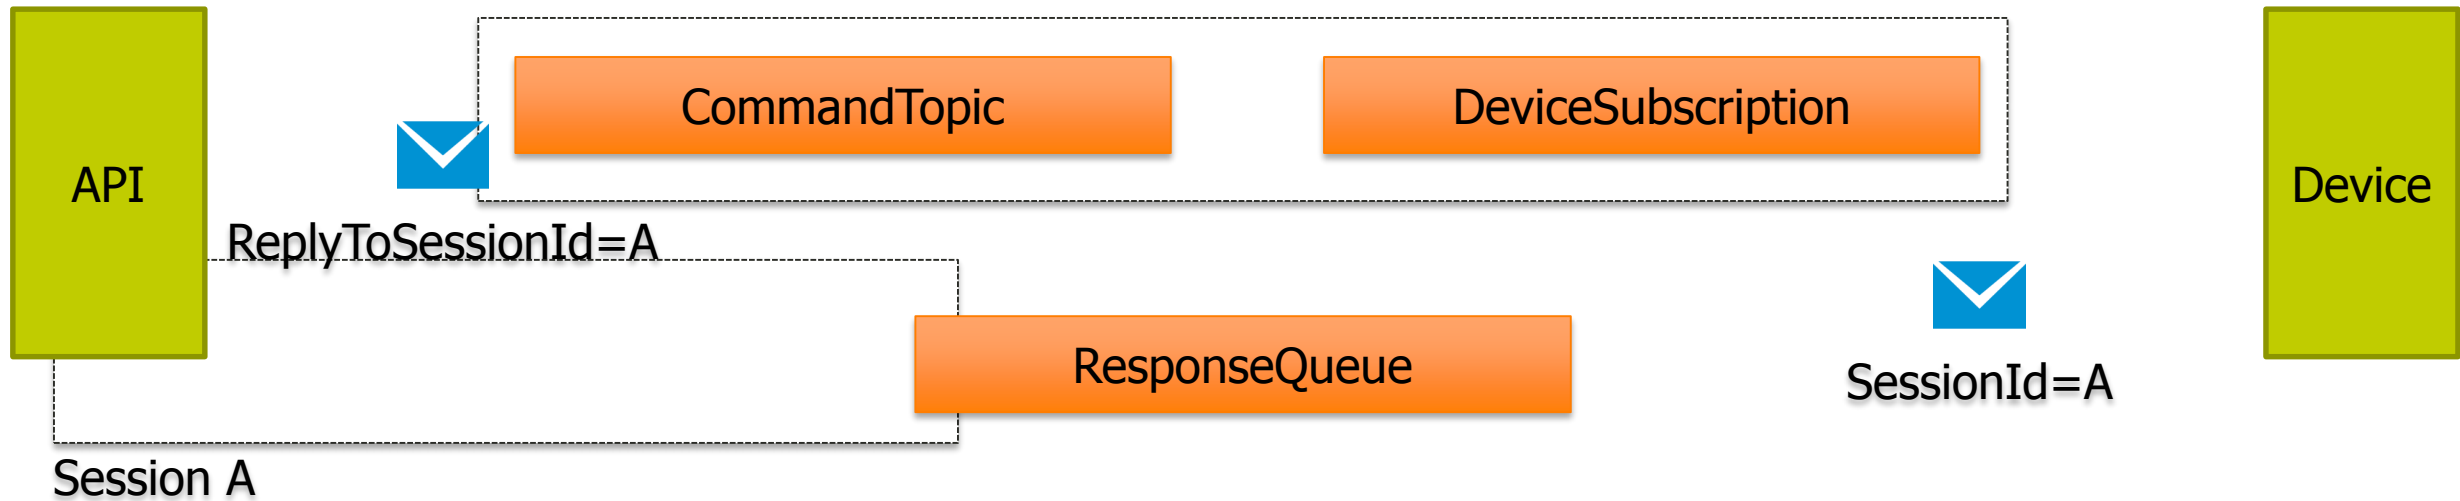 API
CommandTopic
DeviceSubscription
Device
ReplyToSessionId=A
ResponseQueue
SessionId=A
Session A